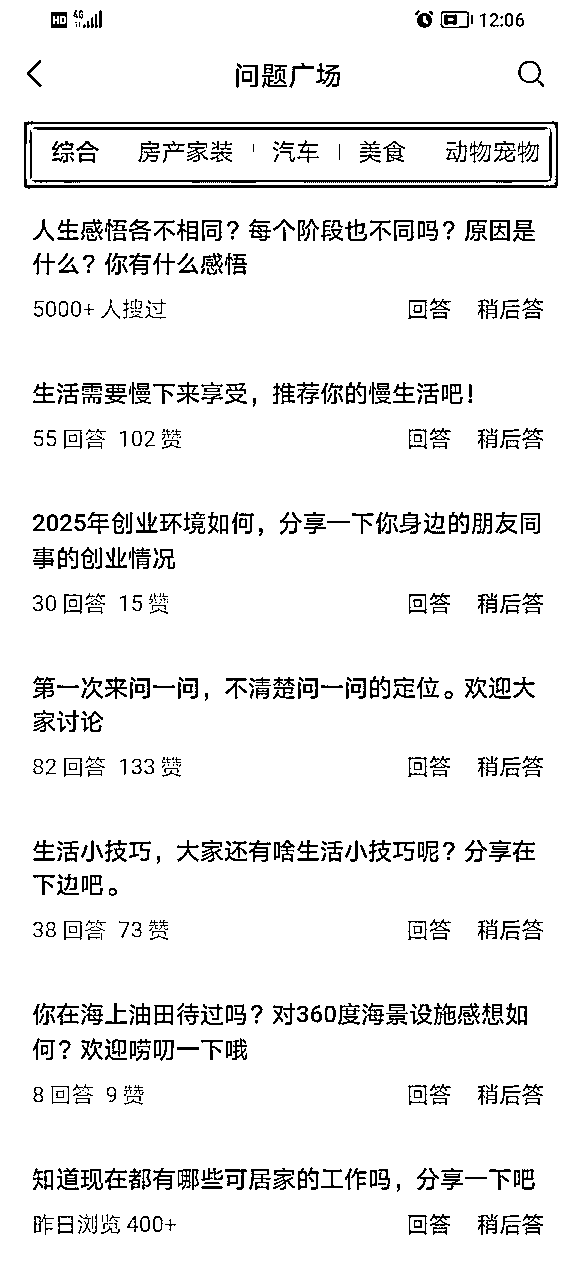 HD 4G 12:06
问题广场
综合 房产家装 汽车 美食 动物宠物
人生感悟各不相同？每个阶段也不同吗？原因是
什么？你有什么感悟
5000+ 人搜过 回答 稍后答
生活需要慢下来享受，推荐你的慢生活吧！
55 回答 102 赞 回答 稍后答
2025年创业环境如何，分享一下你身边的朋友同
事的创业情况
30 回答 15 赞 回答 稍后答
第一次来问一问，不清楚问一问的定位。欢迎大
家讨论
82 回答 133 赞 回答 稍后答
生活小技巧，大家还有啥生活小技巧呢？分享在
下边吧。
38 回答 73 赞 回答 稍后答
你在海上油田待过吗？对360度海景设施感想如
何？欢迎唠叨一下哦
8 回答 9 赞 回答 稍后答
知道现在都有哪些可居家的工作吗，分享一下吧
昨日浏览 400+ 回答 稍后答